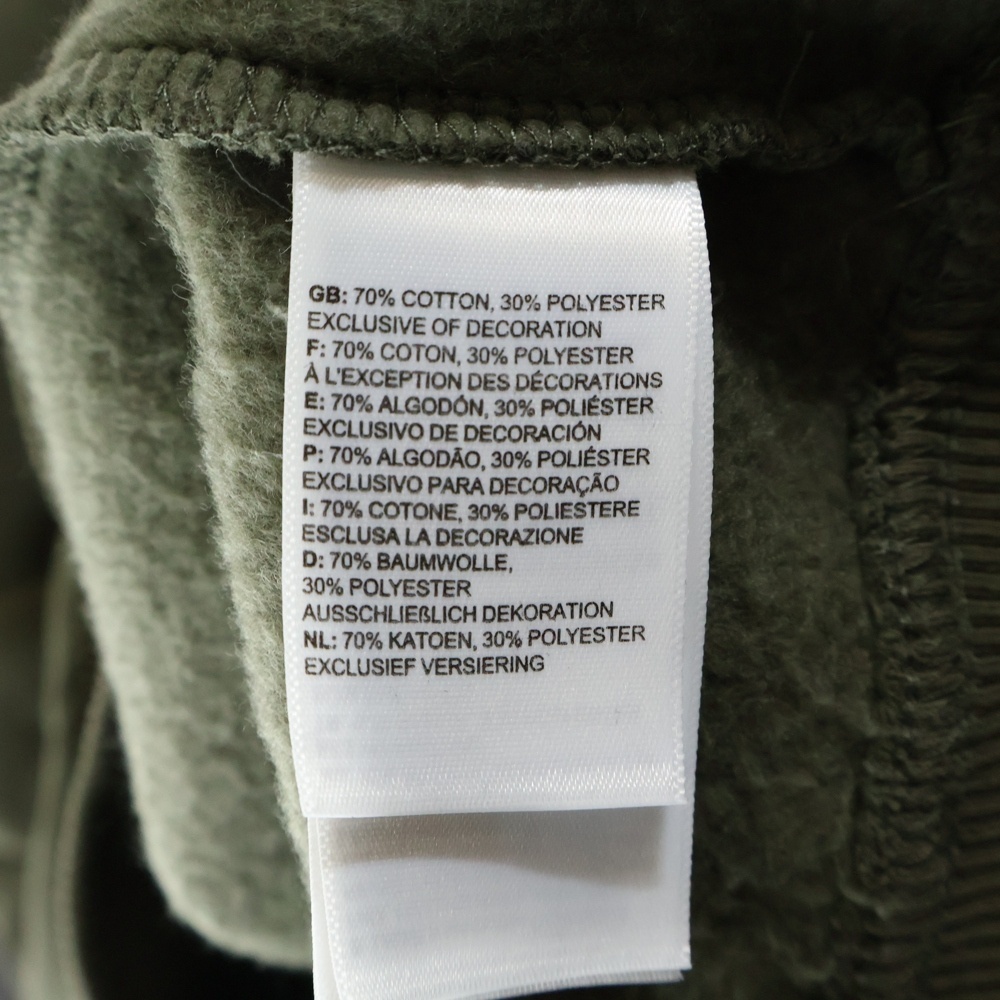 GB: 70% COTTON, 30% POLYESTER
EXCLUSIVE OF DECORATION
F: 70% COTON, 30% POLYESTER
À L'EXCEPTION DES DÉCORATIONS
E: 70% ALGODÓN, 30% POLIÉSTER
EXCLUSIVO DE DECORACIÓN
P: 70% ALGODÃO, 30% POLIÉSTER
EXCLUSIVO PARA DECORAÇÃO
I: 70% COTONE, 30% POLIESTERE
ESCLUSA LA DECORAZIONE
D: 70% BAUMWOLLE,
30% POLYESTER
AUSSCHLIEßLICH DEKORATION
NL: 70% KATOEN, 30% POLYESTER
EXCLUSIEF VERSIERING